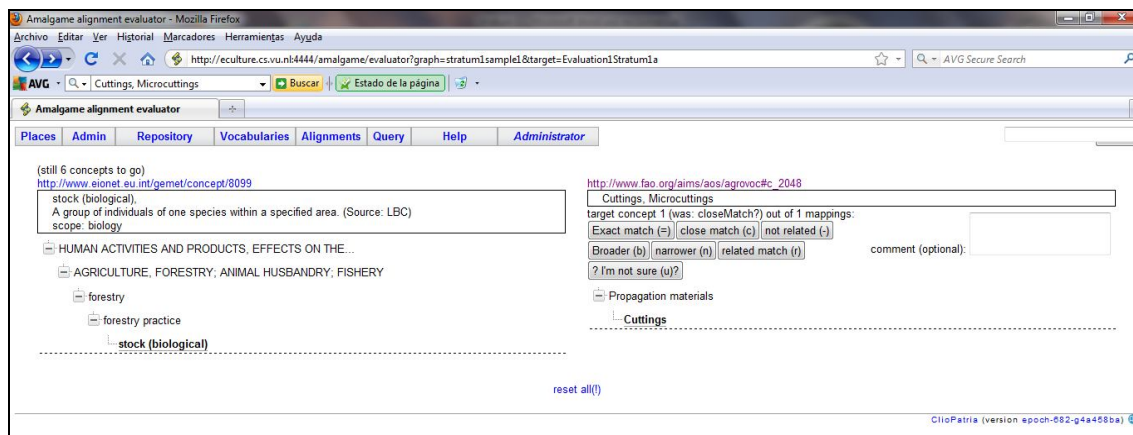 Amalgame alignment evaluator - Mozilla Firefox
Archivo Editar Ver Historial Marcadores Herramientas Ayuda
http://eculture.cs.vu.nl:4444/amalgame/evaluator?graph=stratum1sample1&target=Evaluation1Stratum1a
AVG Secure Search
AVG Cuttings, Microcuttings Buscar Estado de la página
Amalgame alignment evaluator
Places Admin Repository Vocabularies Alignments Query Help Administrator
(still 6 concepts to go)
http://www.eionet.eu.int/gemet/concept/8099
stock (biological),
A group of individuals of one species within a specified area. (Source: LBC)
scope: biology
HUMAN ACTIVITIES AND PRODUCTS, EFFECTS ON THE...
AGRICULTURE, FORESTRY; ANIMAL HUSBANDRY; FISHERY
forestry
forestry practice
stock (biological)
http://www.fao.org/aims/aos/agrovoc#c_2048
Cuttings, Microcuttings
target concept 1 (was: closeMatch?) out of 1 mappings:
Exact match (=) close match (c) not related (-)
Broader (b) narrower (n) related match (r)
comment (optional):
? I'm not sure (u)?
Propagation materials
Cuttings
reset all(!)
ClioPatria (version epoch-682-g4a458ba)